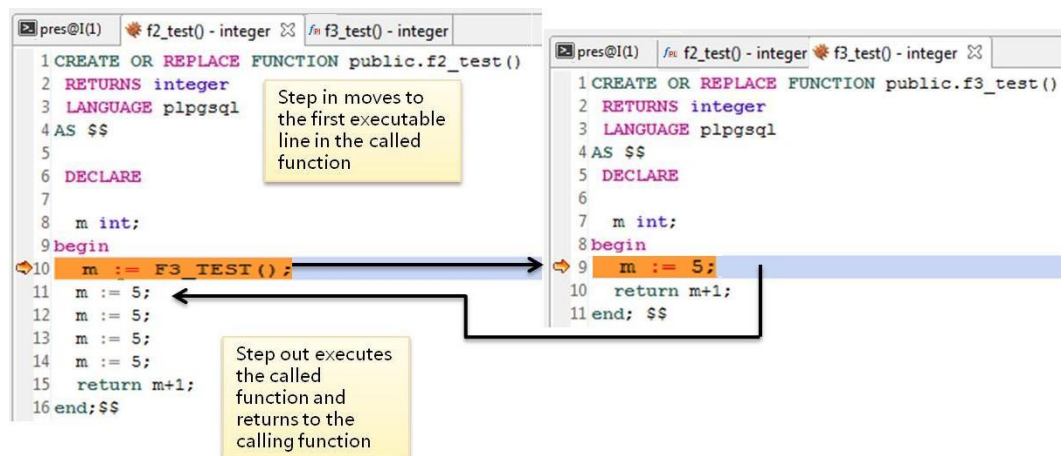 pres@I(1) f2_test() - integer f3_test() - integer
1 CREATE OR REPLACE FUNCTION public.f2_test()
2 RETURNS integer
3 LANGUAGE plpgsql
4 AS $$
5
6 DECLARE
7
8 m int;
9 begin
10 m := F3_TEST();
11 m := 5;
12 m := 5;
13 m := 5;
14 m := 5;
15 return m+1;
16 end;$$
Step in moves to
the first executable
line in the called
function
Step out executes
the called
function and
returns to the
calling function
pres@I(1) f2_test() - integer f3_test() - integer
1 CREATE OR REPLACE FUNCTION public.f3_test()
2 RETURNS integer
3 LANGUAGE plpgsql
4 AS $$
5 DECLARE
6
7 m int;
8 begin
9 m := 5;
10 return m+1;
11 end; $$